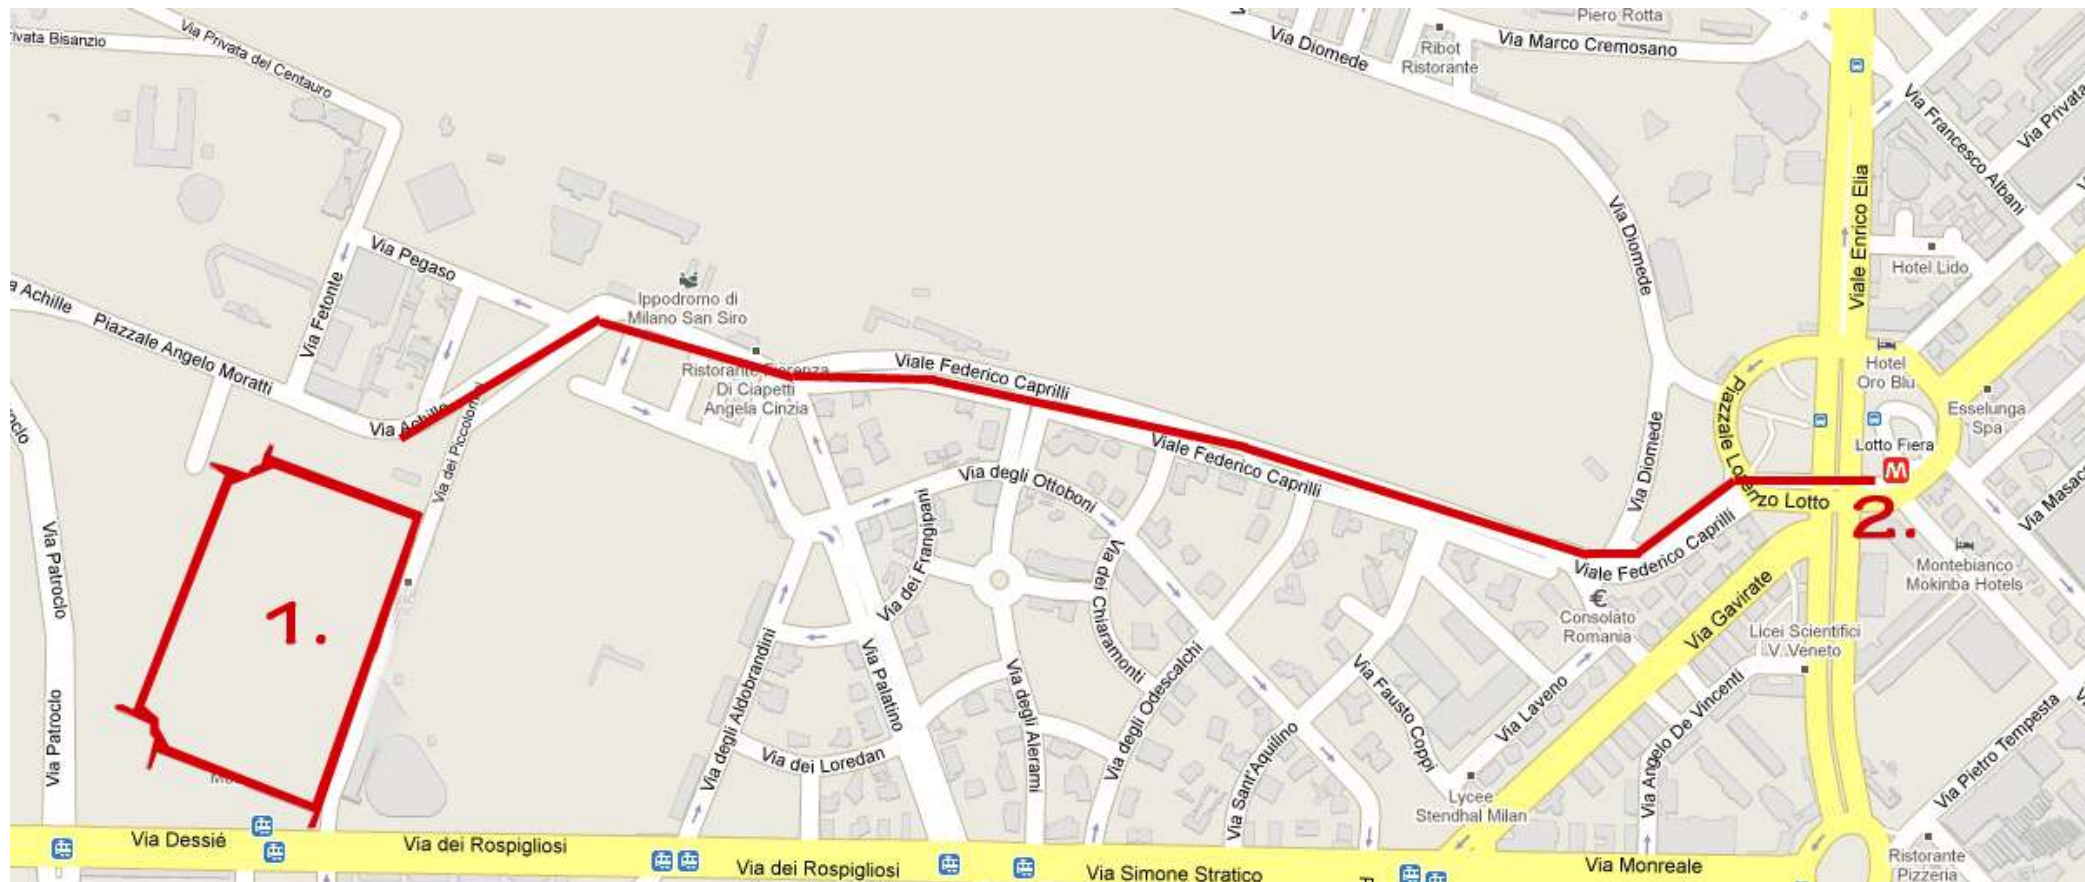 ivata Bisanzio
Via Privata del Centauro
Via Diomede
Ribot
Ristorante
Piero Rotta
Via Marco Cremosano
Via Francesco Albani
Via Privata
Via Pegaso
Via Fetonte
a Achille
Piazzale Angelo Moratti
Via Achille
Via dei Piccolomini
Ippodromo di
Milano San Siro
Ristorante Fiorenza
Di Ciapetti
Angela Cinzia
Viale Federico Caprilli
Viale Federico Caprilli
Viale Federico Caprilli
Via Diomede
Via Diomede
Viale Enrico Elia
Hotel Lido
Hotel
Oro Blu
Esselunga
Spa
Lotto Fiera
M
Piazzale Lorenzo Lotto
2.
Via Masac
Montebianco
Mokinba Hotels
Via Patroclo
Via Patroclo
roclo
1.
Via degli Ottoboni
Via dei Frangipani
Via dei Chiaramonti
Via degli Aldobrandini
Via Palatino
Via degli Alerami
Via degli Odescalchi
Via dei Loredan
Via Sant'Aquilino
Via Fausto Coppi
Via Laveno
€
Consolato
Romania
Via Gavirate
Licei Scientifici
V. Veneto
Via Angelo De Vincenti
Via Pietro Tempesta
Lycee
Stendhal Milan
Via Dessié
Via dei Rospigliosi
Via dei Rospigliosi
Via Simone Stratico
Via Monreale
Ristorante
Pizzeria